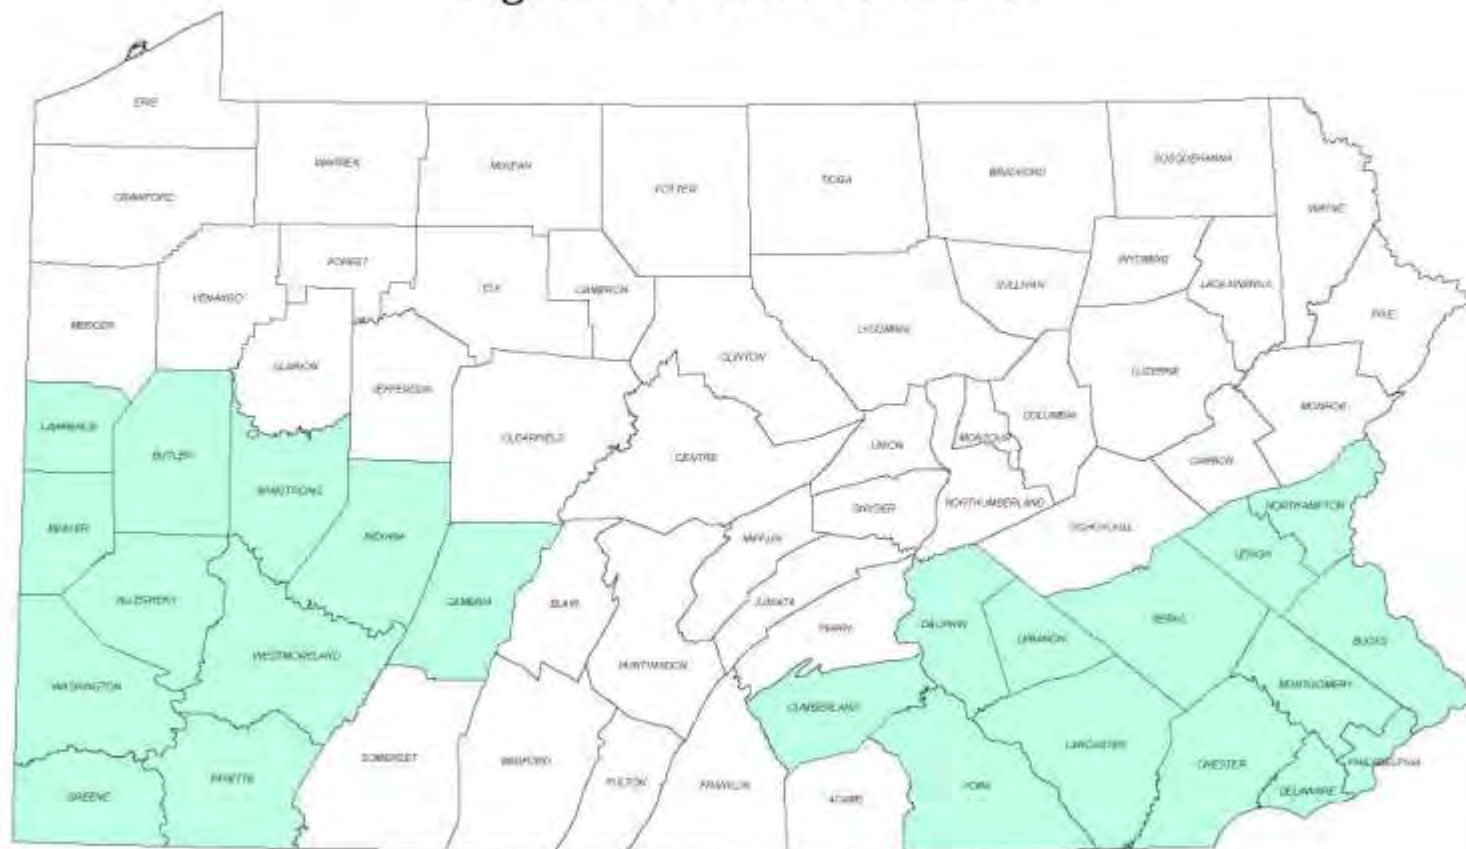 ERIE
WARREN
MCKEAN
POTTER
TIOGA
BRADFORD
SUSQUEHANNA
CRAWFORD
WAYNE
FOREST
ELK
CAMERON
VENANGO
SULLIVAN
WYOMING
LACKAWANNA
MERCER
CLARION
LYCOMING
PIKE
CLINTON
JEFFERSON
LUZERNE
LAWRENCE
BUTLER
CLEARFIELD
CENTRE
UNION
MONTOUR
COLUMBIA
MONROE
CARBON
ARMSTRONG
SNYDER
NORTHUMBERLAND
SCHUYLKILL
NORTHAMPTON
BEAVER
INDIANA
MIFFLIN
LEHIGH
ALLEGHENY
CAMBRIA
BLAIR
JUNIATA
PERRY
DAUPHIN
LEBANON
BERKS
BUCKS
WESTMORELAND
HUNTINGDON
WASHINGTON
MONTGOMERY
CUMBERLAND
LANCASTER
SOMERSET
BEDFORD
FULTON
FRANKLIN
ADAMS
YORK
CHESTER
PHILADELPHIA
DELAWARE
GREENE
FAYETTE